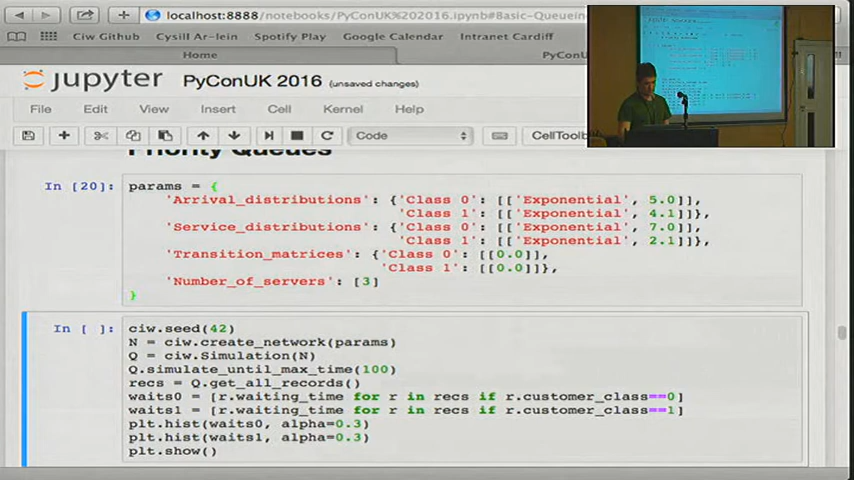 localhost:8888/notebooks/PyConUK%202016.ipynb#Basic-Queuein
Ciw Github Cysill Ar-lein Spotify Play Google Calendar Intranet Cardiff
Home PyConUK
jupyter PyConUK 2016 (unsaved changes)
File Edit View Insert Cell Kernel Help
Code CellToolb
Priority Queues
In [20]: params = {
'Arrival_distributions': {'Class 0': [['Exponential', 5.0]],
'Class 1': [['Exponential', 4.1]]},
'Service_distributions': {'Class 0': [['Exponential', 7.0]],
'Class 1': [['Exponential', 2.1]]},
'Transition_matrices': {'Class 0': [[0.0]],
'Class 1': [[0.0]]},
'Number_of_servers': [3]
}
In [ ]: ciw.seed(42)
N = ciw.create_network(params)
Q = ciw.Simulation(N)
Q.simulate_until_max_time(100)
recs = Q.get_all_records()
waits0 = [r.waiting_time for r in recs if r.customer_class==0]
waits1 = [r.waiting_time for r in recs if r.customer_class==1]
plt.hist(waits0, alpha=0.3)
plt.hist(waits1, alpha=0.3)
plt.show()